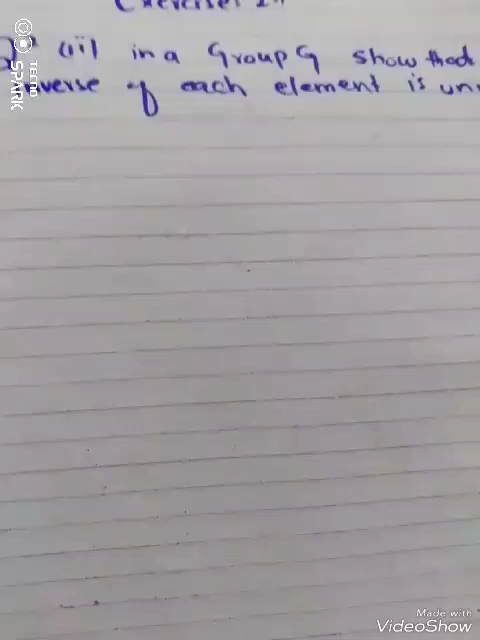 (ii) in a Group G show that
inverse of each element is
TECNO
SPARK
Made with
VideoShow